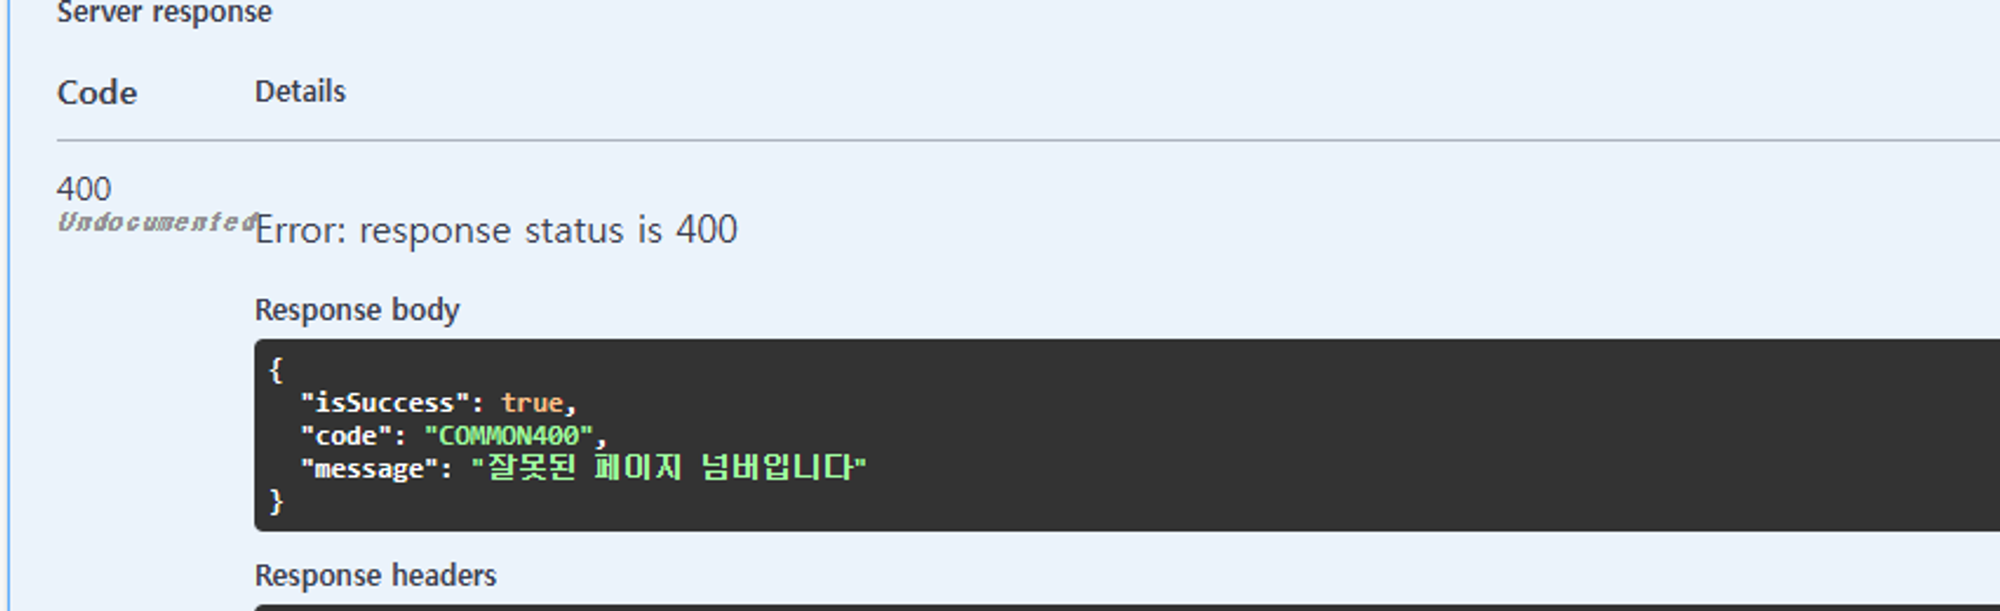 Server response
Code Details
400
Undocumented Error: response status is 400
Response body
{
"isSuccess": true,
"code": "COMMON400",
"message": "잘못된 페이지 넘버입니다"
}
Response headers